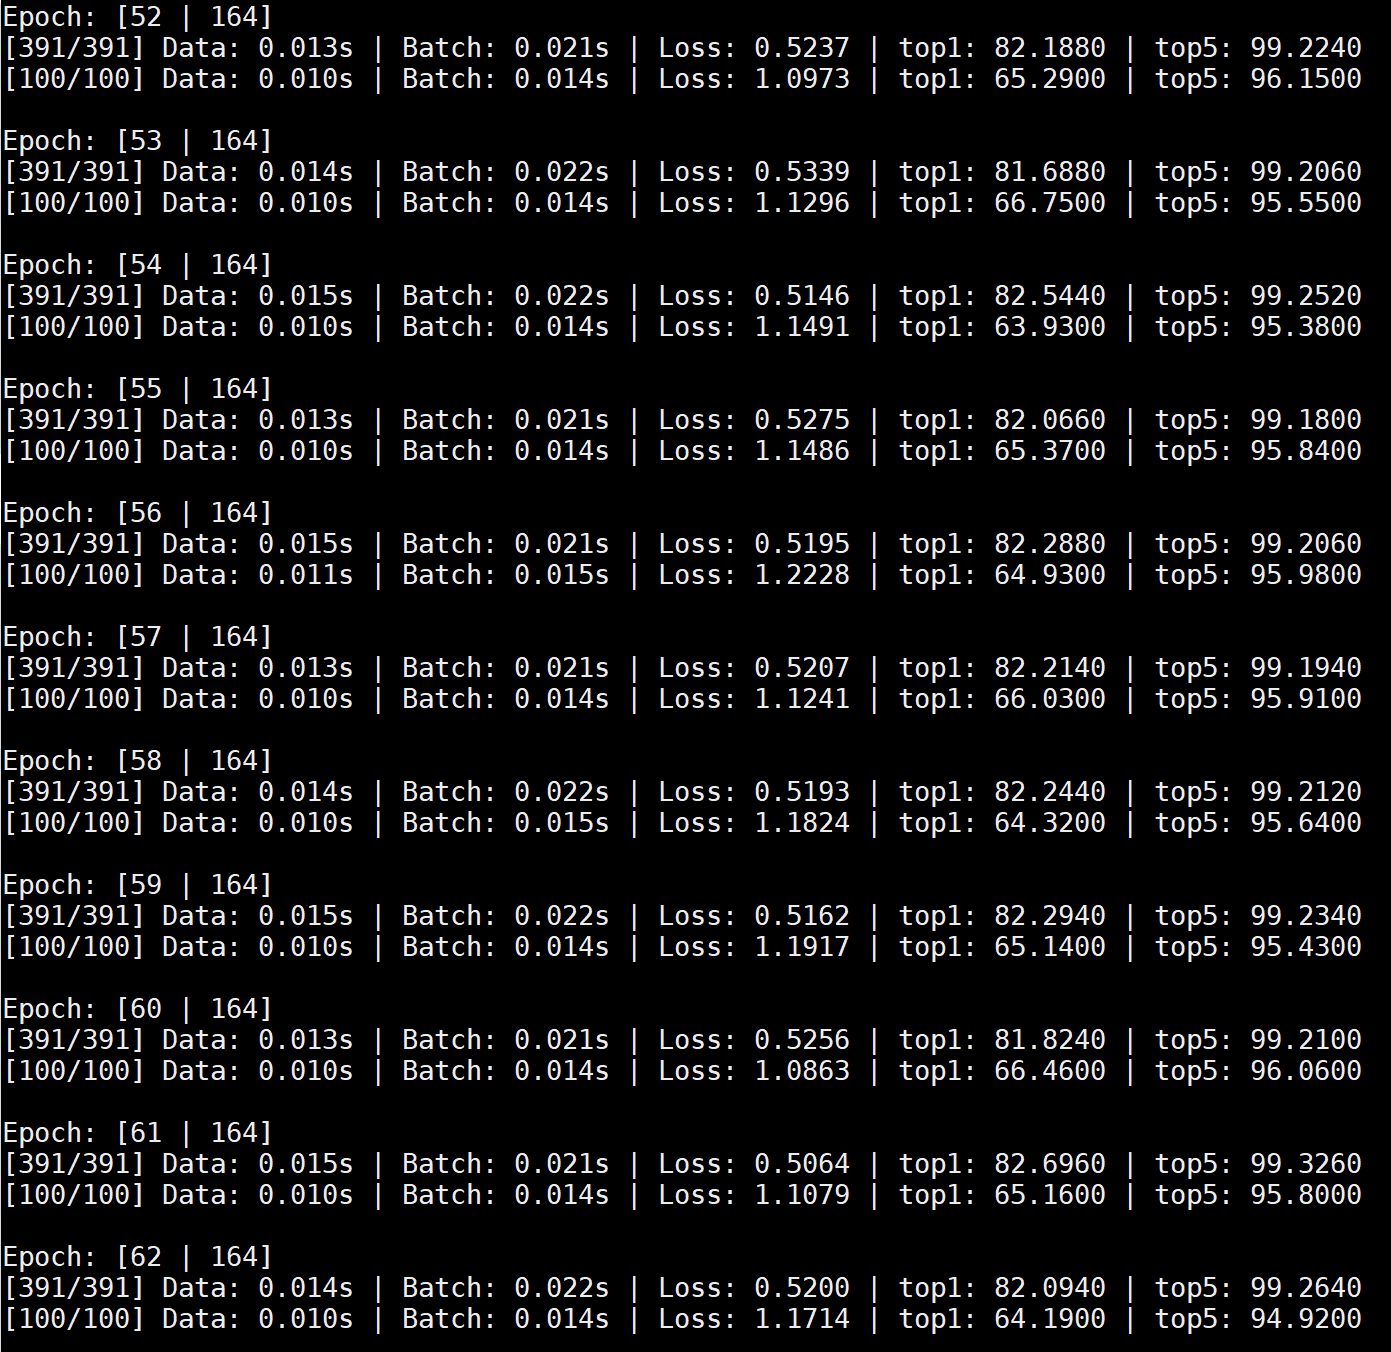 Epoch: [52 | 164]
[391/391] Data: 0.013s | Batch: 0.021s | Loss: 0.5237 | top1: 82.1880 | top5: 99.2240
[100/100] Data: 0.010s | Batch: 0.014s | Loss: 1.0973 | top1: 65.2900 | top5: 96.1500
Epoch: [53 | 164]
[391/391] Data: 0.014s | Batch: 0.022s | Loss: 0.5339 | top1: 81.6880 | top5: 99.2060
[100/100] Data: 0.010s | Batch: 0.014s | Loss: 1.1296 | top1: 66.7500 | top5: 95.5500
Epoch: [54 | 164]
[391/391] Data: 0.015s | Batch: 0.022s | Loss: 0.5146 | top1: 82.5440 | top5: 99.2520
[100/100] Data: 0.010s | Batch: 0.014s | Loss: 1.1491 | top1: 63.9300 | top5: 95.3800
Epoch: [55 | 164]
[391/391] Data: 0.013s | Batch: 0.021s | Loss: 0.5275 | top1: 82.0660 | top5: 99.1800
[100/100] Data: 0.010s | Batch: 0.014s | Loss: 1.1486 | top1: 65.3700 | top5: 95.8400
Epoch: [56 | 164]
[391/391] Data: 0.015s | Batch: 0.021s | Loss: 0.5195 | top1: 82.2880 | top5: 99.2060
[100/100] Data: 0.011s | Batch: 0.015s | Loss: 1.2228 | top1: 64.9300 | top5: 95.9800
Epoch: [57 | 164]
[391/391] Data: 0.013s | Batch: 0.021s | Loss: 0.5207 | top1: 82.2140 | top5: 99.1940
[100/100] Data: 0.010s | Batch: 0.014s | Loss: 1.1241 | top1: 66.0300 | top5: 95.9100
Epoch: [58 | 164]
[391/391] Data: 0.014s | Batch: 0.022s | Loss: 0.5193 | top1: 82.2440 | top5: 99.2120
[100/100] Data: 0.010s | Batch: 0.015s | Loss: 1.1824 | top1: 64.3200 | top5: 95.6400
Epoch: [59 | 164]
[391/391] Data: 0.015s | Batch: 0.022s | Loss: 0.5162 | top1: 82.2940 | top5: 99.2340
[100/100] Data: 0.010s | Batch: 0.014s | Loss: 1.1917 | top1: 65.1400 | top5: 95.4300
Epoch: [60 | 164]
[391/391] Data: 0.013s | Batch: 0.021s | Loss: 0.5256 | top1: 81.8240 | top5: 99.2100
[100/100] Data: 0.010s | Batch: 0.014s | Loss: 1.0863 | top1: 66.4600 | top5: 96.0600
Epoch: [61 | 164]
[391/391] Data: 0.015s | Batch: 0.021s | Loss: 0.5064 | top1: 82.6960 | top5: 99.3260
[100/100] Data: 0.010s | Batch: 0.014s | Loss: 1.1079 | top1: 65.1600 | top5: 95.8000
Epoch: [62 | 164]
[391/391] Data: 0.014s | Batch: 0.022s | Loss: 0.5200 | top1: 82.0940 | top5: 99.2640
[100/100] Data: 0.010s | Batch: 0.014s | Loss: 1.1714 | top1: 64.1900 | top5: 94.9200